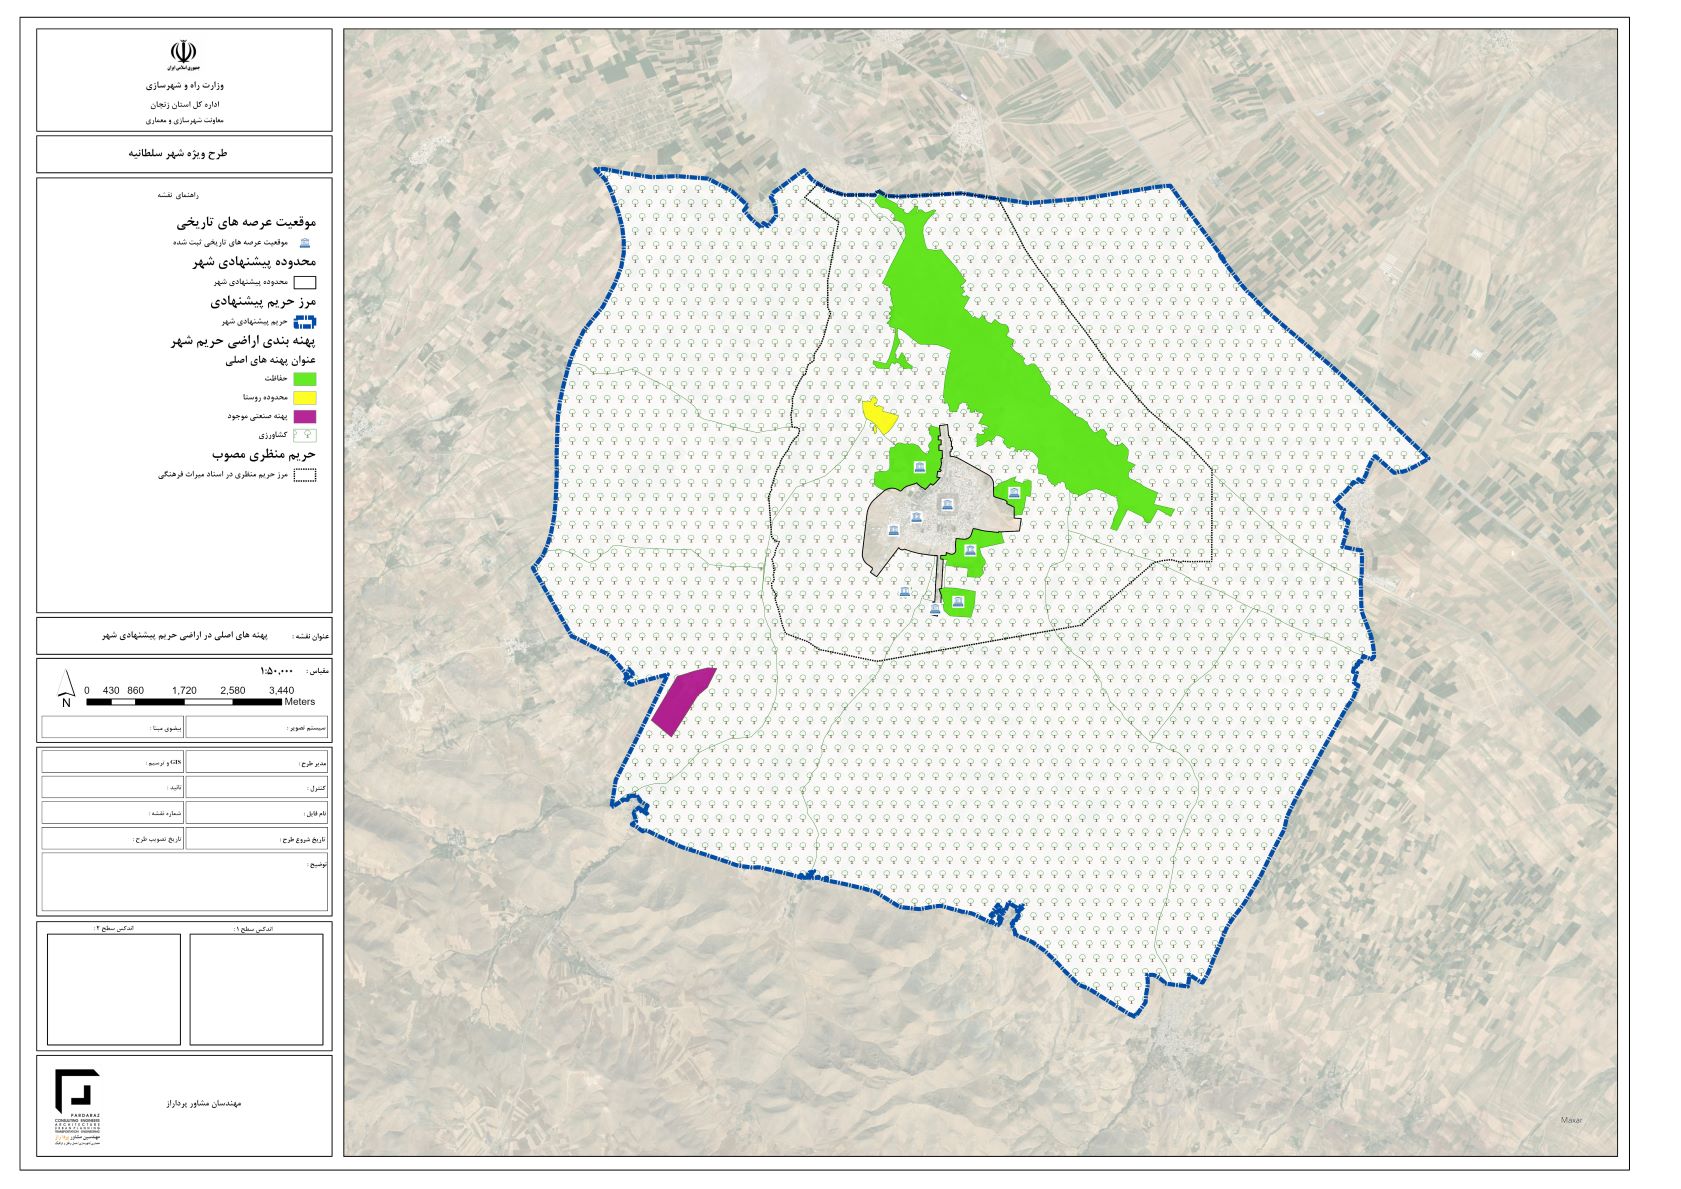 جمهوری اسلامی ایران
وزارت راه و شهرسازی
اداره کل استان زنجان
معاونت شهرسازی و معماری
طرح ویژه شهر سلطانیه
راهنمای نقشه
موقعیت عرصه های تاریخی
موقعیت عرصه های تاریخی ثبت شده
محدوده پیشنهادی شهر
محدوده پیشنهادی شهر
مرز حریم پیشنهادی
حریم پیشنهادی شهر
پهنه بندی اراضی حریم شهر
عنوان پهنه های اصلی
حفاظت
محدوده روستا
پهنه صنعتی موجود
کشاورزی
حریم منظری مصوب
مرز حریم منظری در اسناد میراث فرهنگی
عنوان نقشه : پهنه های اصلی در اراضی حریم پیشنهادی شهر
مقیاس : ۱:۵۰,۰۰۰
0 430 860 1,720 2,580 3,440
Meters
N
سیستم تصویر : بیضوی مبنا :
مدیر طرح : GIS و ترسیم :
کنترل : تائید :
نام فایل : شماره نقشه :
تاریخ شروع طرح : تاریخ تصویب طرح :
توضیح :
اندکس سطح ۱ : اندکس سطح ۲ :
مهندسان مشاور پرداراز
PARDARAZ
CONSULTING ENGINEERS
ARCHITECTURE
URBAN PLANNING
TRANSPORTATION ENGINEERING
مهندسین مشاور پرداراز
Maxar